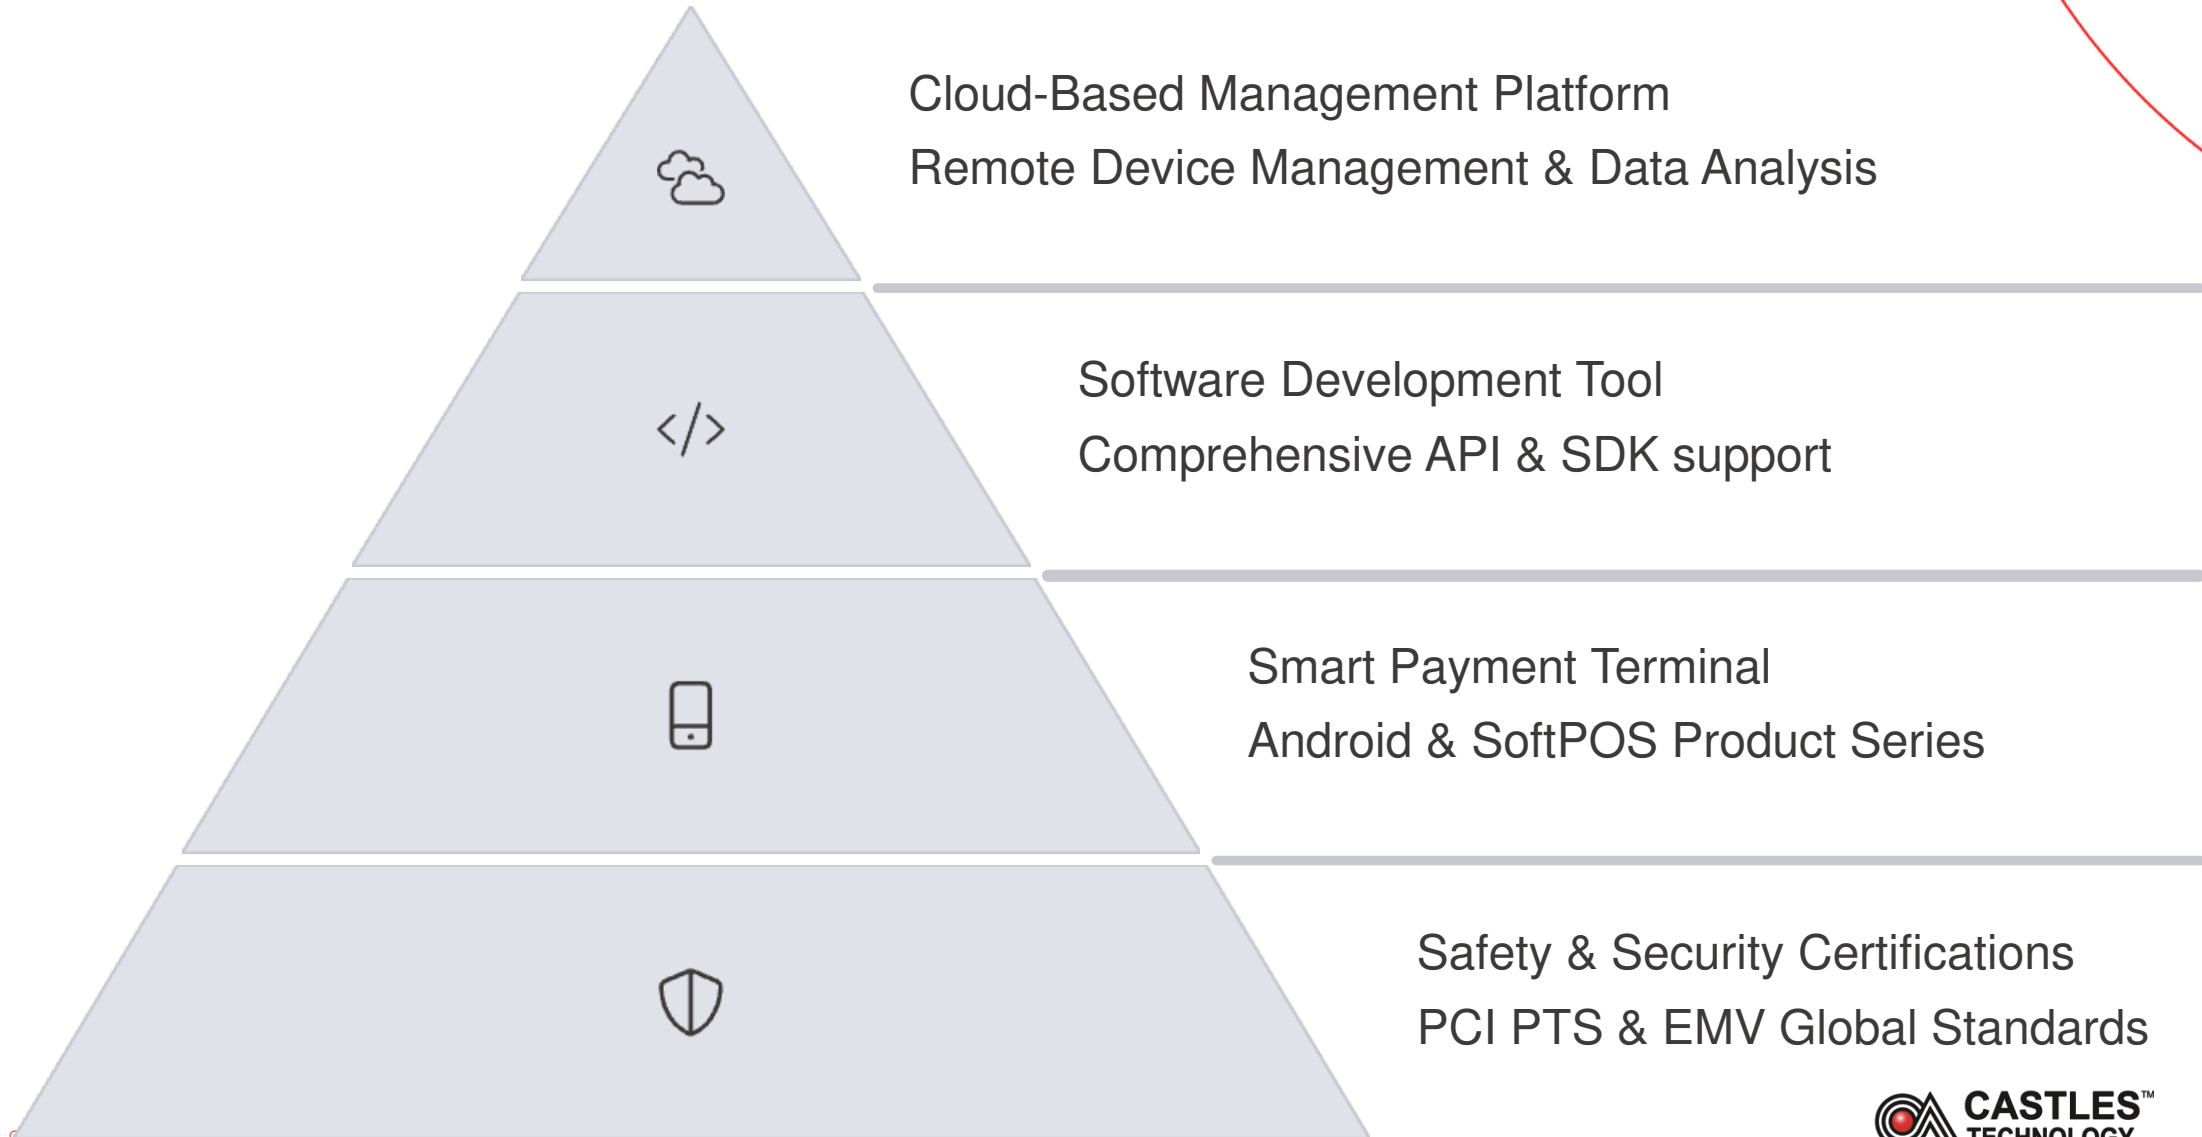 Cloud-Based Management Platform
Remote Device Management & Data Analysis
Software Development Tool
Comprehensive API & SDK support
Smart Payment Terminal
Android & SoftPOS Product Series
Safety & Security Certifications
PCI PTS & EMV Global Standards
CASTLES™
TECHNOLOGY